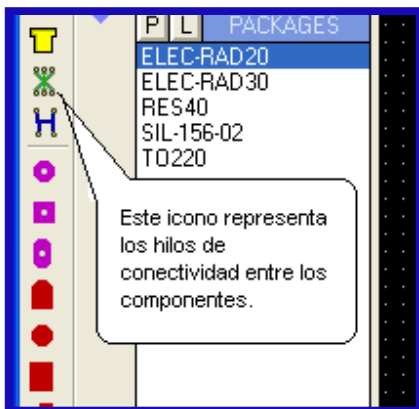 P L PACKAGES
ELEC-RAD20
ELEC-RAD30
RES40
SIL-156-02
TO220
Este icono representa
los hilos de
conectividad entre los
componentes.